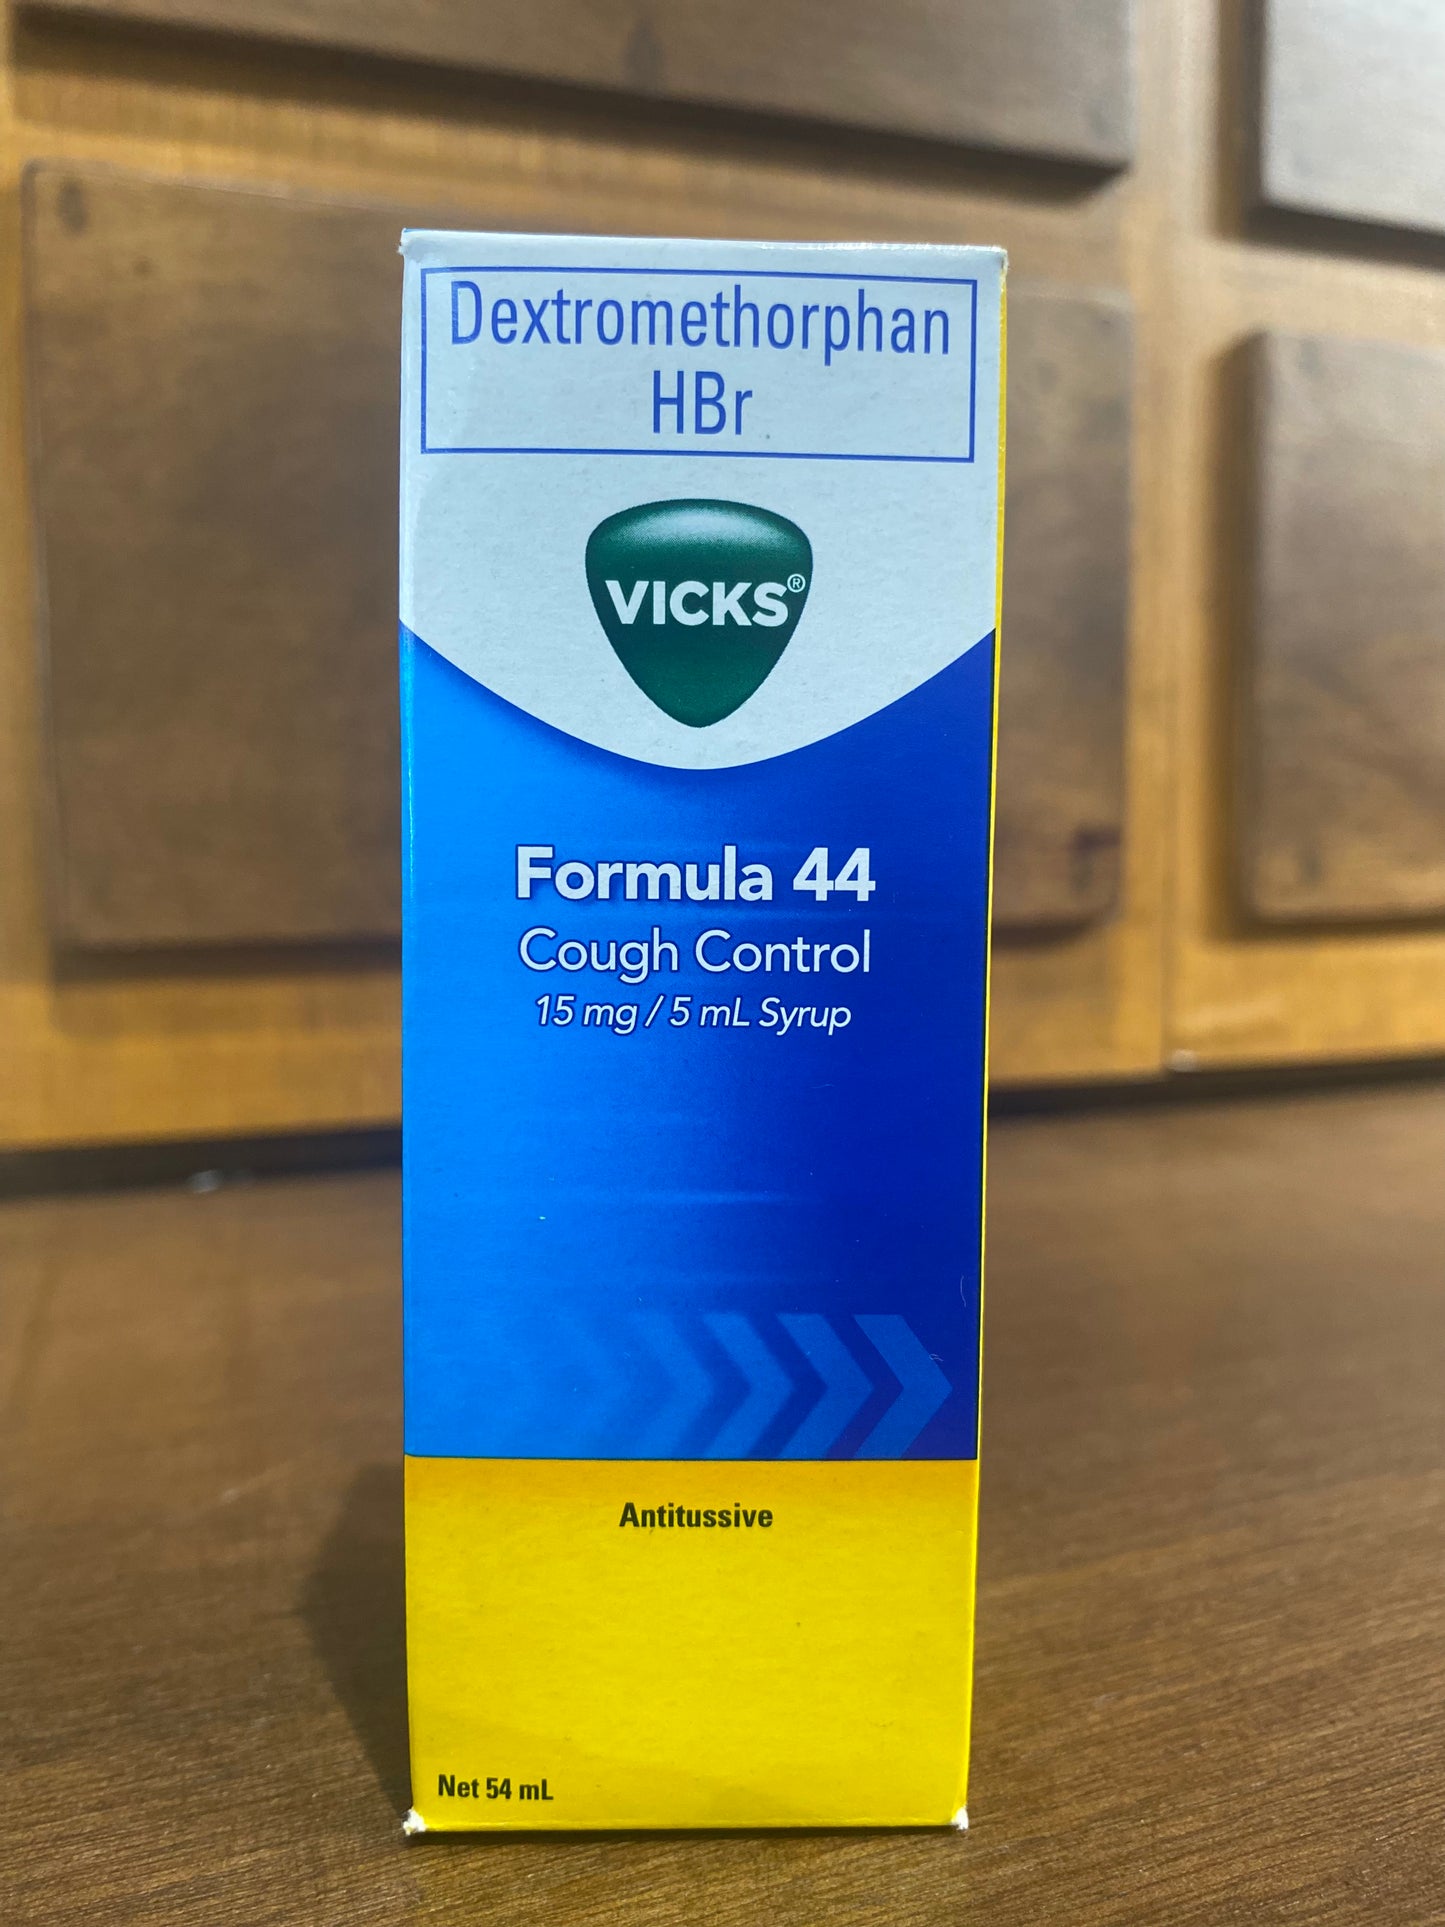 Dextromethorphan
HBr
VICKS®
Formula 44
Cough Control
15 mg / 5 mL Syrup
Antitussive
Net 54 mL